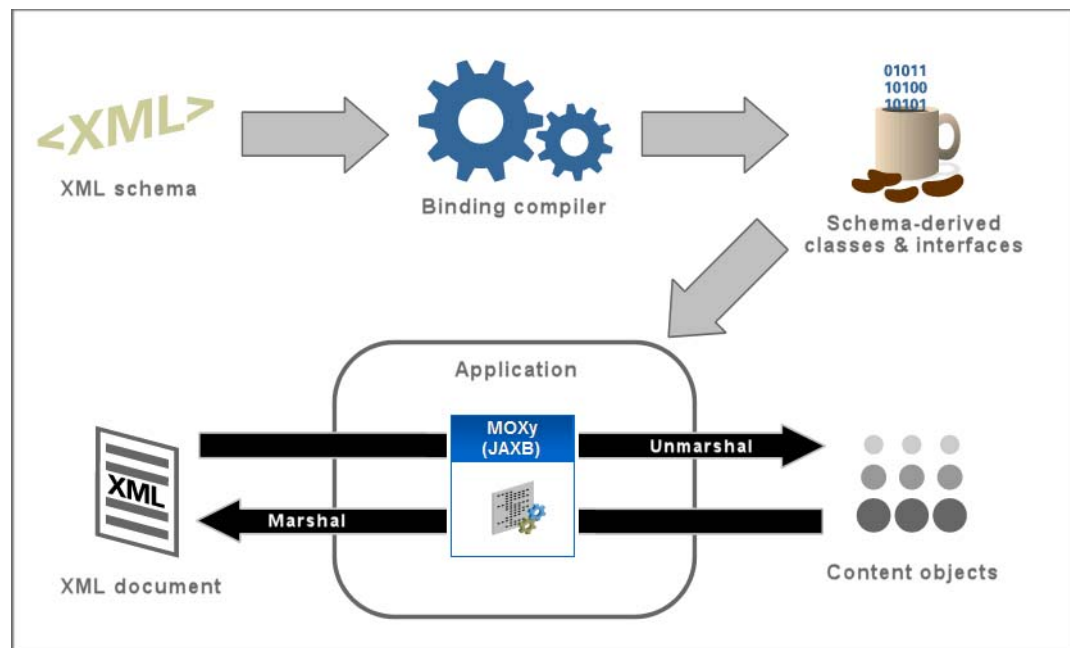 <XML>
XML schema
Binding compiler
01011
10100
10101
Schema-derived
classes & interfaces
Application
MOXy
(JAXB)
Unmarshal
Marshal
XML
XML document
Content objects